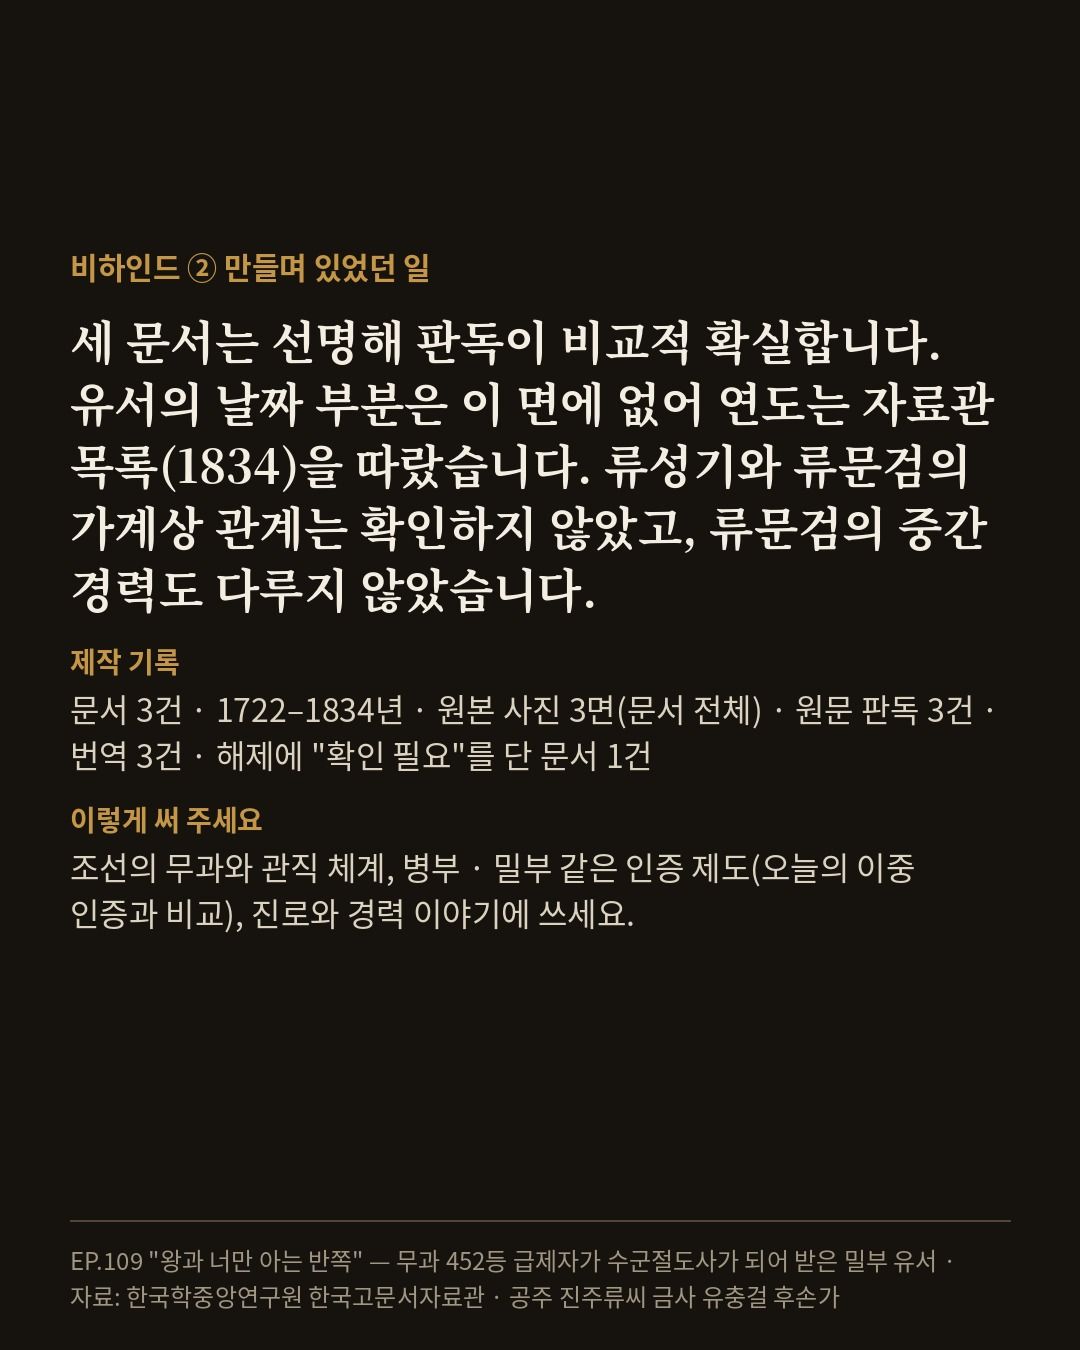 비하인드 ② 만들며 있었던 일
세 문서는 선명해 판독이 비교적 확실합니다.
유서의 날짜 부분은 이 면에 없어 연도는 자료관
목록(1834)을 따랐습니다. 류성기와 류문검의
가계상 관계는 확인하지 않았고, 류문검의 중간
경력도 다루지 않았습니다.
제작 기록
문서 3건 · 1722–1834년 · 원본 사진 3면(문서 전체) · 원문 판독 3건 ·
번역 3건 · 해제에 "확인 필요"를 단 문서 1건
이렇게 써 주세요
조선의 무과와 관직 체계, 병부 · 밀부 같은 인증 제도(오늘의 이중
인증과 비교), 진로와 경력 이야기에 쓰세요.
EP.109 "왕과 너만 아는 반쪽" — 무과 452등 급제자가 수군절도사가 되어 받은 밀부 유서 ·
자료: 한국학중앙연구원 한국고문서자료관 · 공주 진주류씨 금사 유충걸 후손가